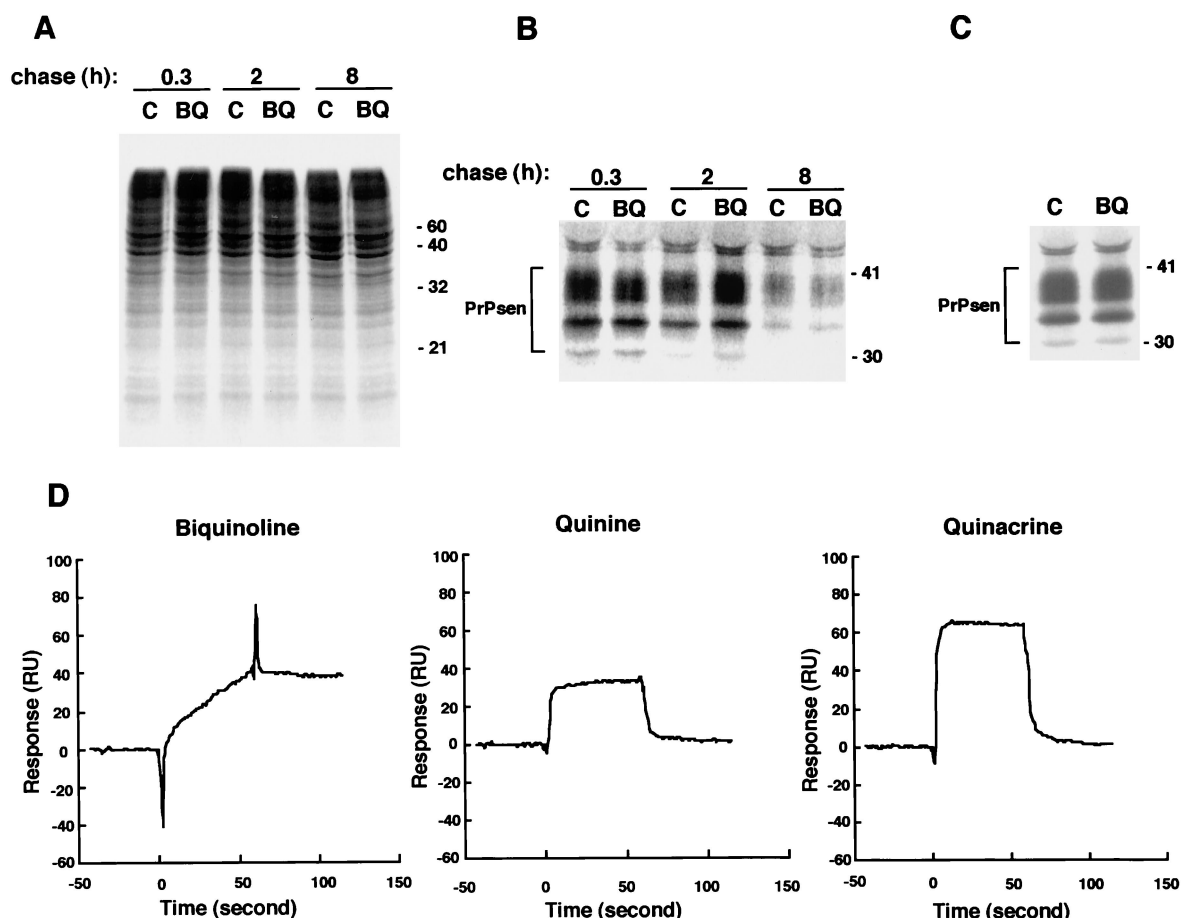 A
chase (h): 0.3 2 8
C BQ C BQ C BQ
- 60
- 40
- 32
- 21
B
chase (h): 0.3 2 8
C BQ C BQ C BQ
PrPsen
- 41
- 30
C
C BQ
PrPsen
- 41
- 30
D
Biquinoline
Response (RU)
100
80
60
40
20
0
-20
-40
-60
-50 0 50 100 150
Time (second)
Quinine
Response (RU)
100
80
60
40
20
0
-20
-40
-60
-50 0 50 100 150
Time (second)
Quinacrine
Response (RU)
100
80
60
40
20
0
-20
-40
-60
-50 0 50 100 150
Time (second)